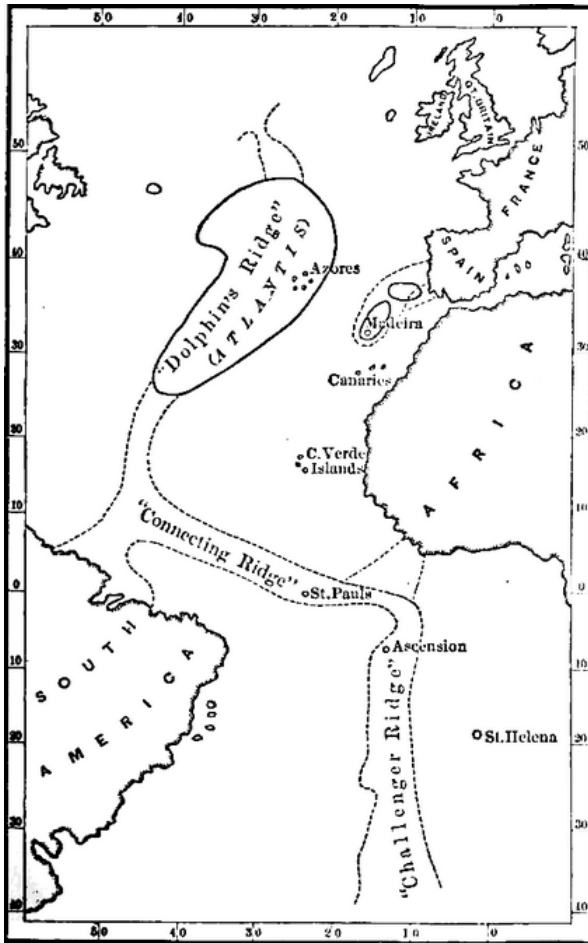 50 40 30 20 10 0
IRELAND
GT. BRITAIN
50 50
FRANCE
SPAIN
40 40
"Dolphin's Ridge"
(ATLANTIS)
Azores
Madeira
30 30
Canaries
AFRICA
20 20
C. Verde
Islands
10 10
"Connecting Ridge"
0 0
St. Pauls
SOUTH
AMERICA
Ascension
10 10
"Challenger Ridge"
St. Helena
20 20
30 30
40 40
50 40 30 20 10 0